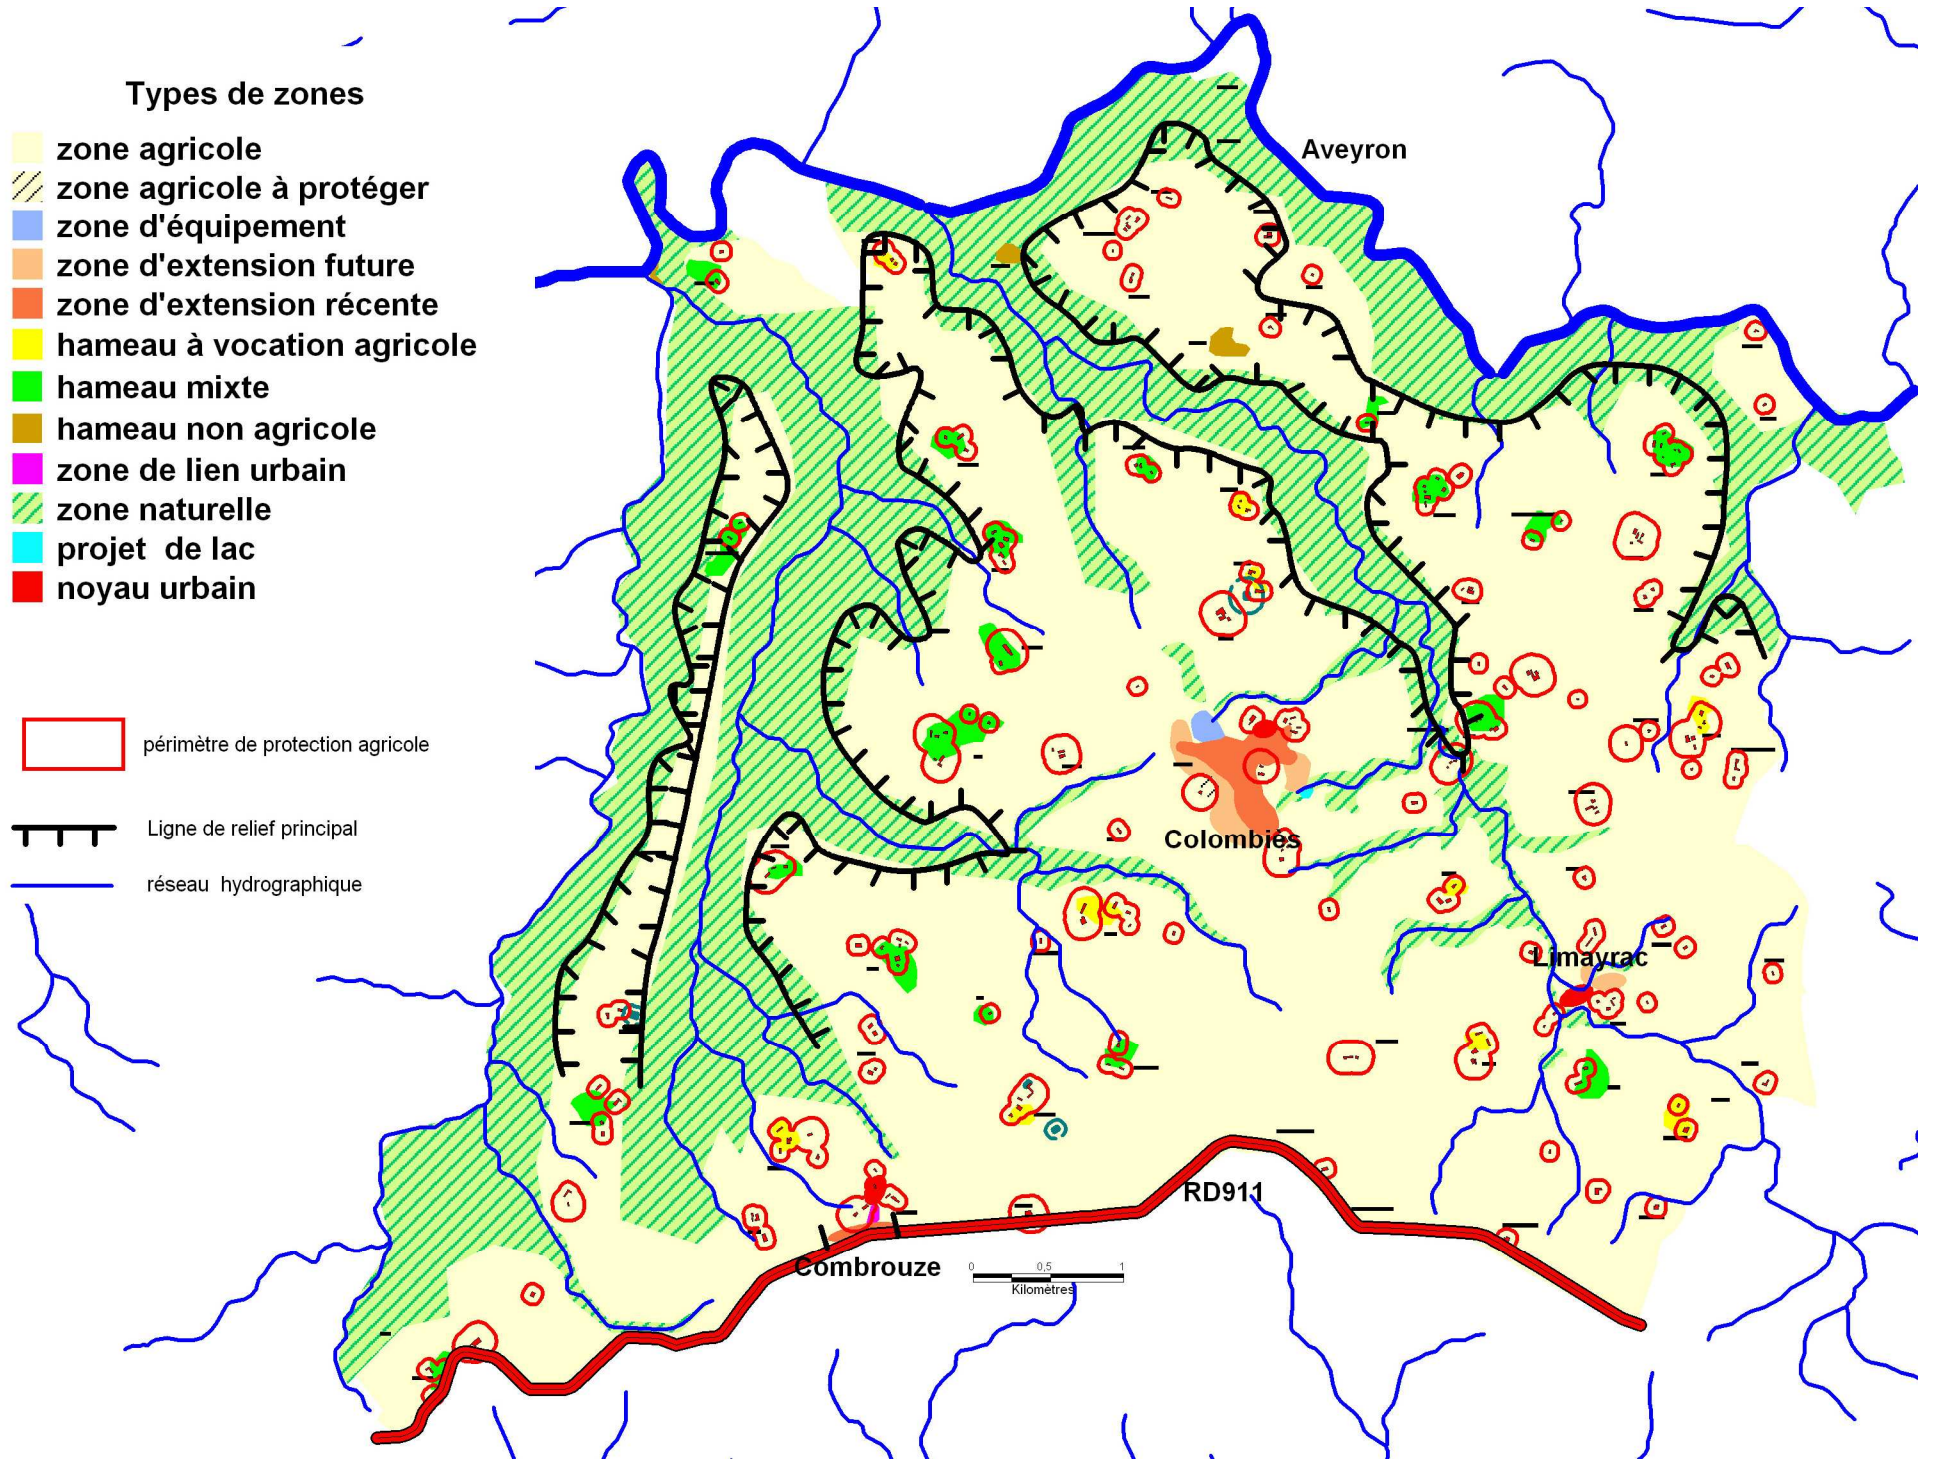 Types de zones
zone agricole
zone agricole à protéger
zone d'équipement
zone d'extension future
zone d'extension récente
hameau à vocation agricole
hameau mixte
hameau non agricole
zone de lien urbain
zone naturelle
projet de lac
noyau urbain
périmètre de protection agricole
Ligne de relief principal
réseau hydrographique
Aveyron
Colombiès
Limayrac
RD911
Combrouze
0 0,5 1
Kilomètres